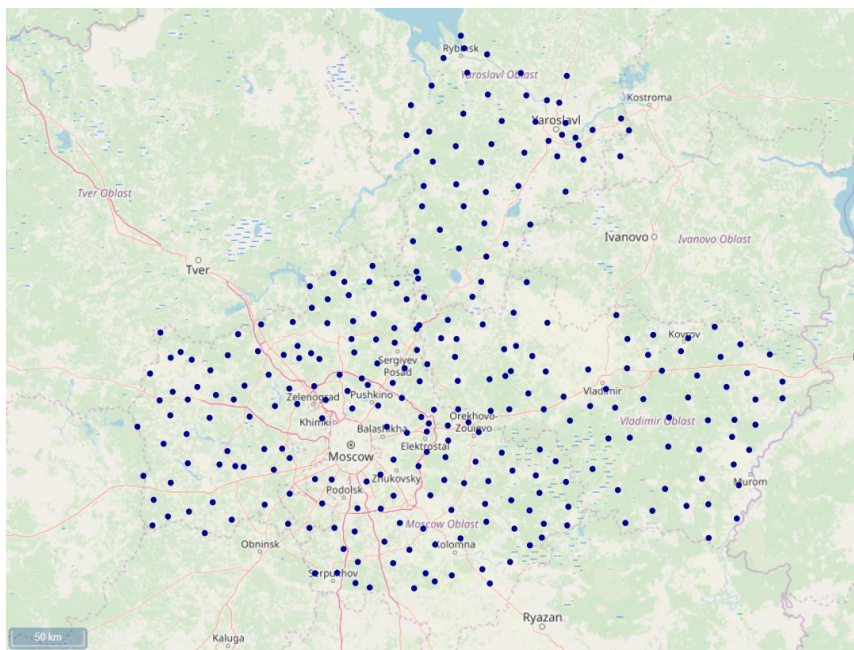 Rybinsk
Yaroslavl Oblast
Kostroma
Yaroslavl
Tver Oblast
Ivanovo
Ivanovo Oblast
Tver
Kovrov
Sergiyev
Posad
Vladimir
Zelenograd
Pushkino
Orekhovo
Zuievo
Vladimir Oblast
Khimki
Balashikha
Elektrostal
Moscow
Zhukovsky
Murom
Podolsk
Moscow Oblast
Obninsk
Kolomna
Serpukhov
Ryazan
Kaluga
50 km